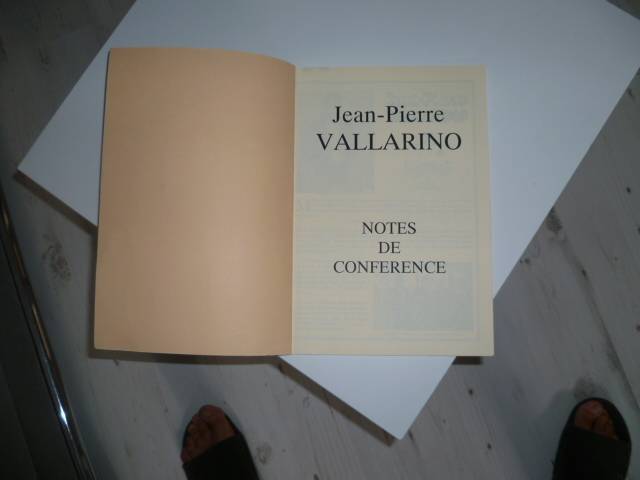 Jean-Pierre
VALLARINO
NOTES
DE
CONFERENCE